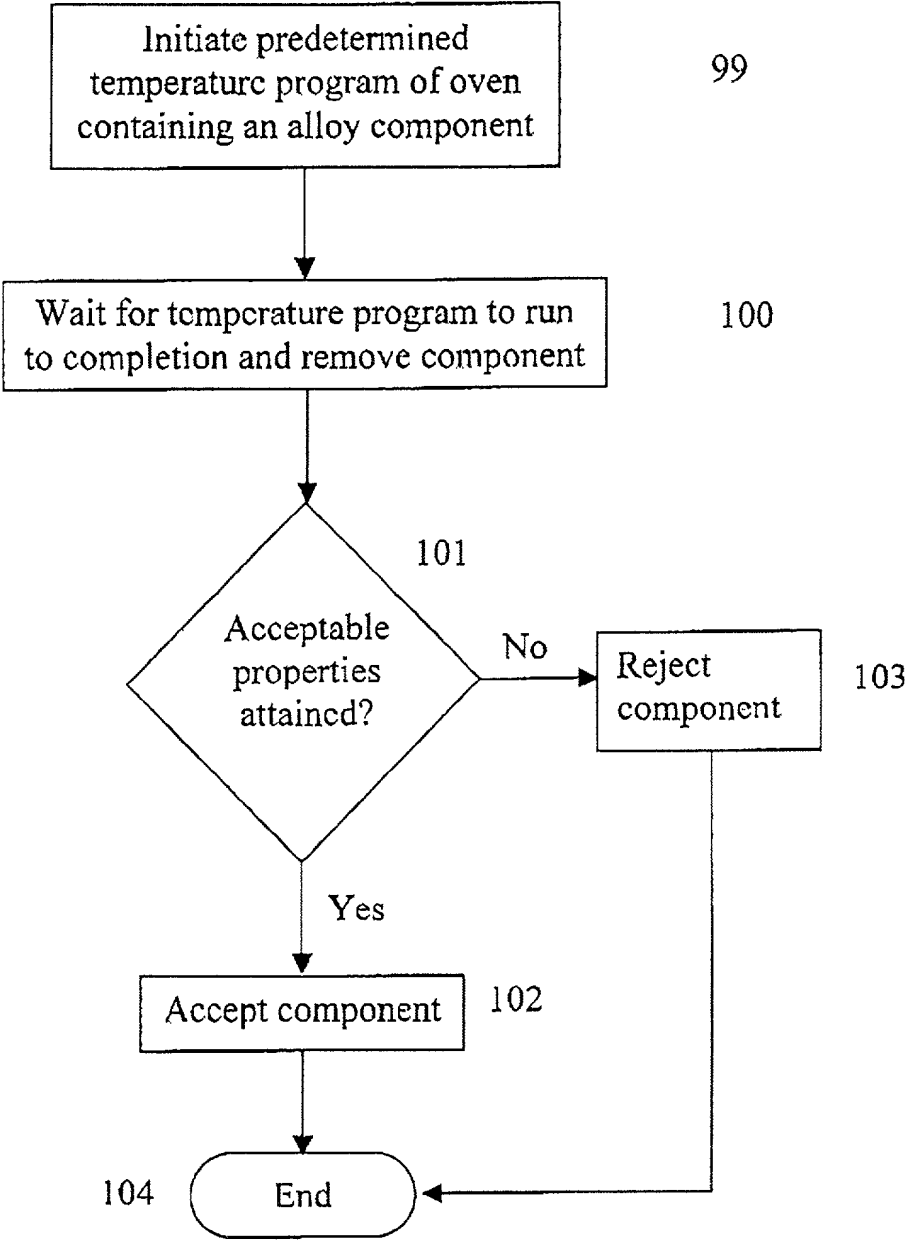 Initiate predetermined
temperature program of oven
containing an alloy component
99
Wait for temperature program to run
to completion and remove component
100
101
Acceptable
properties
attained?
No
Reject
component
103
Yes
Accept component
102
104
End